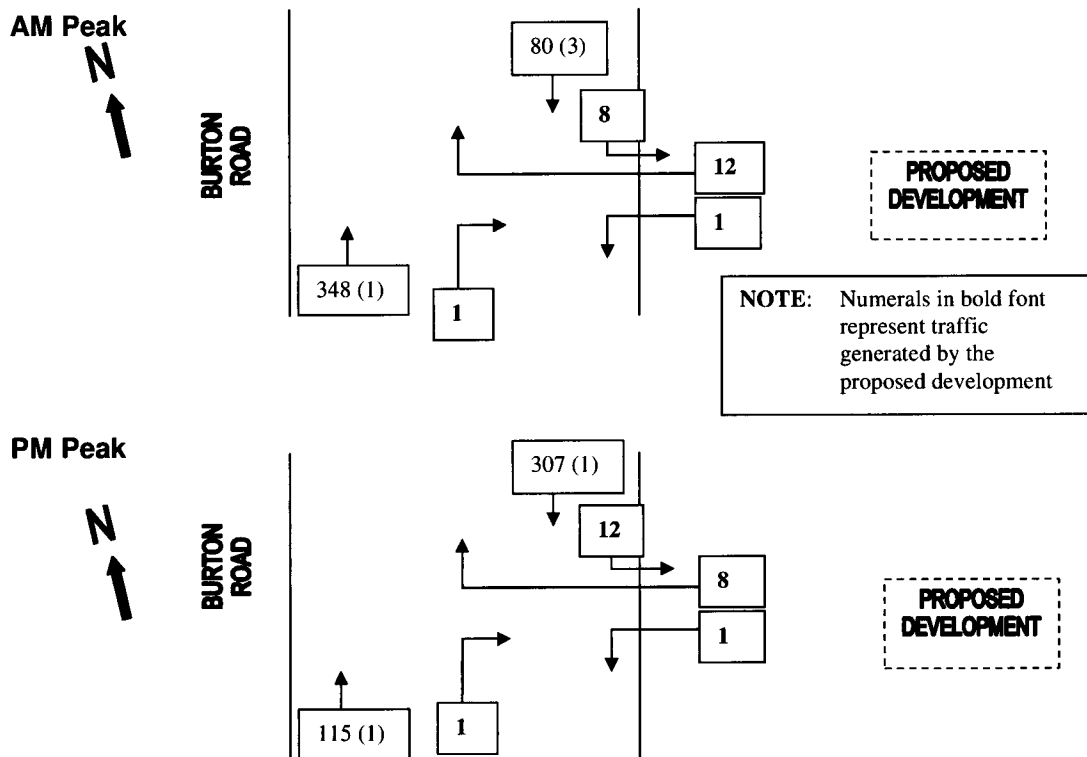 AM Peak
N
BURTON
ROAD
80 (3)
8
12
1
348 (1)
1
PROPOSED
DEVELOPMENT
NOTE: Numerals in bold font
represent traffic
generated by the
proposed development
PM Peak
N
BURTON
ROAD
307 (1)
12
8
1
115 (1)
1
PROPOSED
DEVELOPMENT